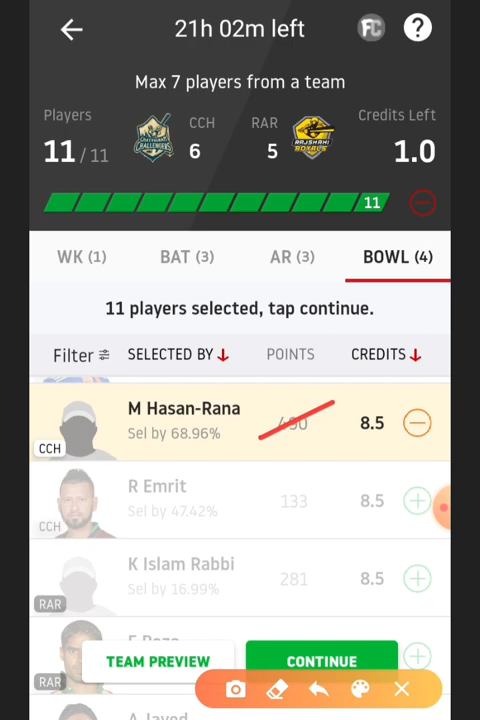 21h 02m left
FC
?
Max 7 players from a team
Players
11 / 11
CCH
6
RAR
5
RAJSHAHI
ROYALS
Credits Left
1.0
11
WK (1)
BAT (3)
AR (3)
BOWL (4)
11 players selected, tap continue.
Filter
SELECTED BY
POINTS
CREDITS
M Hasan-Rana
Sel by 68.96%
8.5
CCH
R Emrit
Sel by 47.42%
133
8.5
CCH
K Islam Rabbi
Sel by 16.99%
281
8.5
RAR
RAR
TEAM PREVIEW
CONTINUE
A Javed